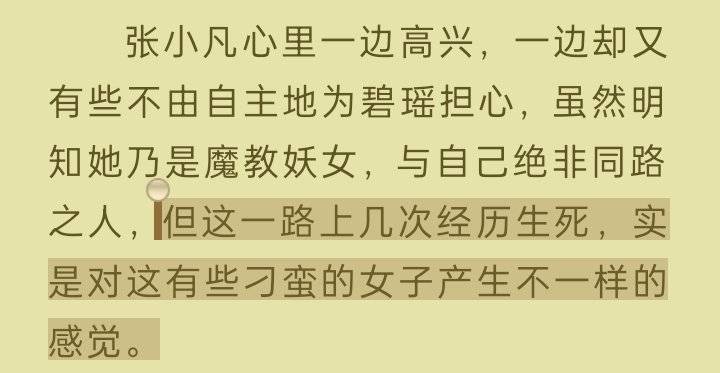 张小凡心里一边高兴，一边却又
有些不由自主地为碧瑶担心，虽然明
知她乃是魔教妖女，与自己绝非同路
之人，但这一路上几次经历生死，实
是对这有些刁蛮的女子产生不一样的
感觉。